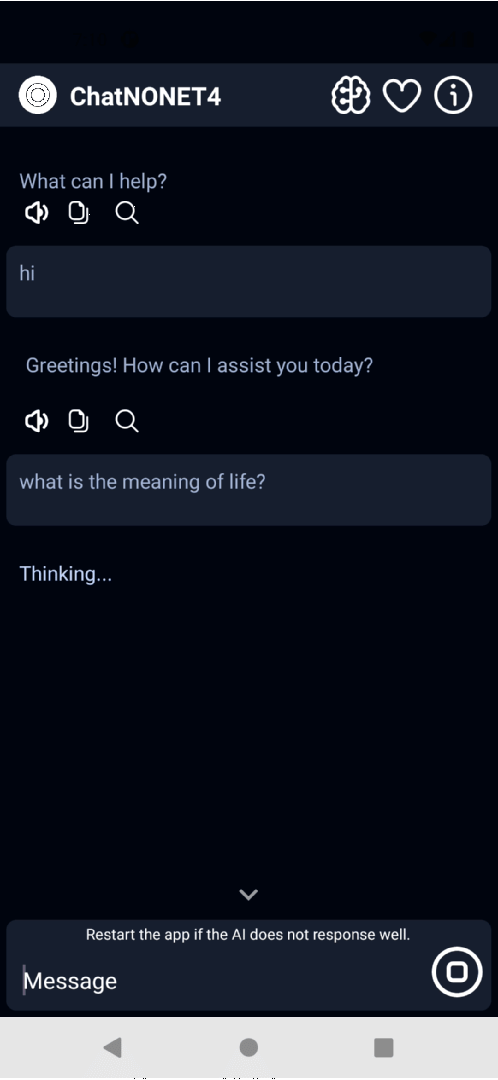 ChatNONET4
What can I help?
hi
Greetings! How can I assist you today?
what is the meaning of life?
Thinking...
Restart the app if the AI does not response well.
Message